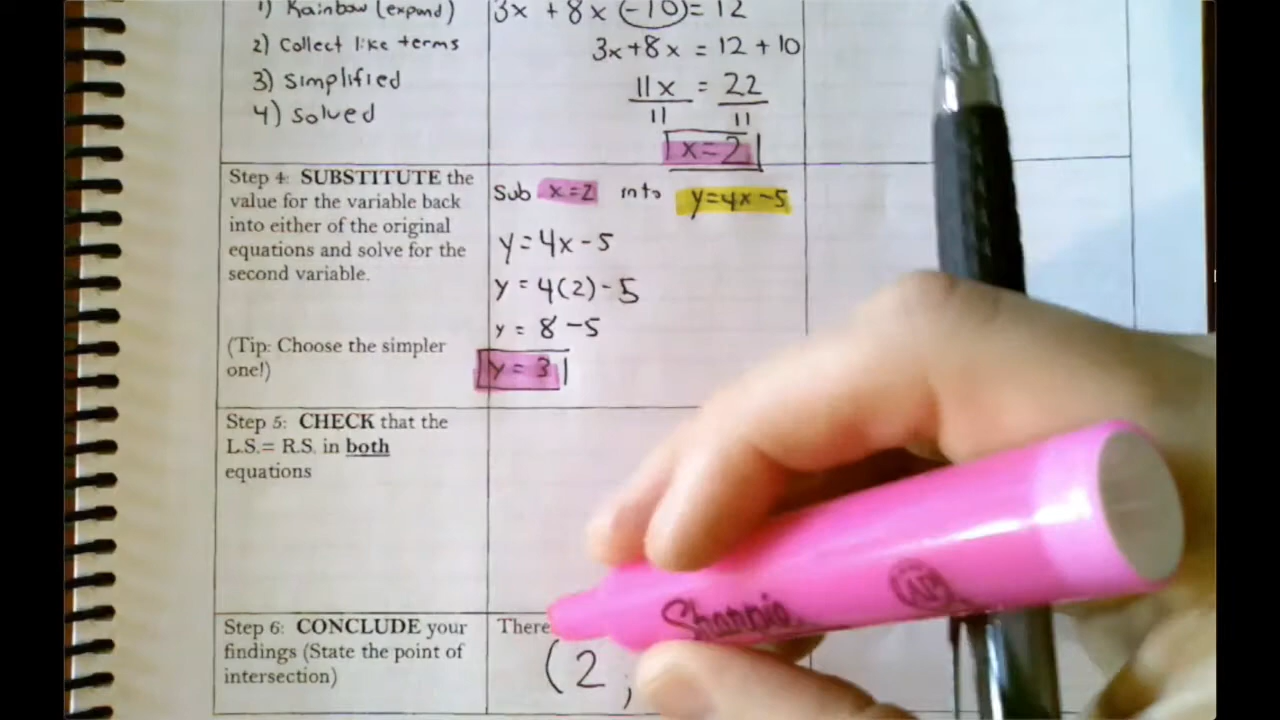 1) Rainbow (expand)
2) Collect like terms
3) Simplified
4) Solved
3x + 8x - 10 = 12
3x + 8x = 12 + 10
11x = 22
11 11
x = 2
Step 4: SUBSTITUTE the
value for the variable back
into either of the original
equations and solve for the
second variable.
(Tip: Choose the simpler
one!)
Sub x = 2 into y = 4x - 5
y = 4x - 5
y = 4(2) - 5
y = 8 - 5
y = 3
Step 5: CHECK that the
L.S.= R.S. in both
equations
Step 6: CONCLUDE your
findings (State the point of
intersection)
There
(2 ,
Sharpie